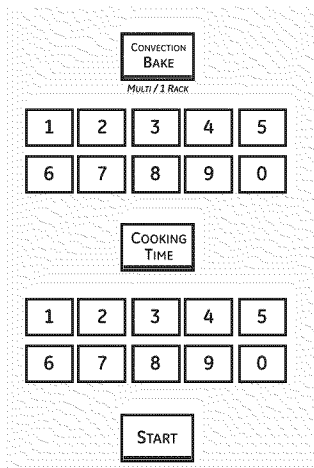 CONVECTION
BAKE
MULTI / 1 RACK
1 2 3 4 5
6 7 8 9 0
COOKING
TIME
1 2 3 4 5
6 7 8 9 0
START